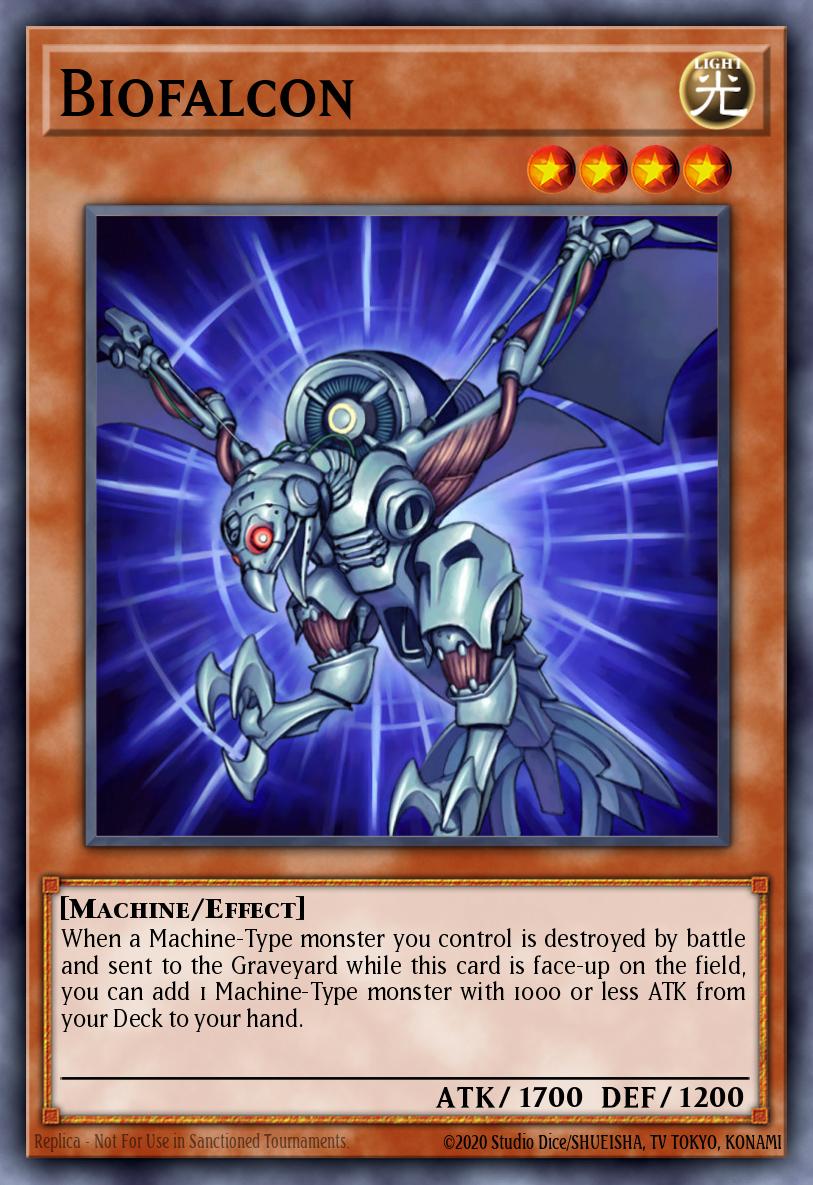 Biofalcon
LIGHT
光
[Machine/Effect]
When a Machine-Type monster you control is destroyed by battle
and sent to the Graveyard while this card is face-up on the field,
you can add 1 Machine-Type monster with 1000 or less ATK from
your Deck to your hand.
ATK/ 1700 DEF/ 1200
Replica - Not For Use in Sanctioned Tournaments.
©2020 Studio Dice/SHUEISHA, TV TOKYO, KONAMI